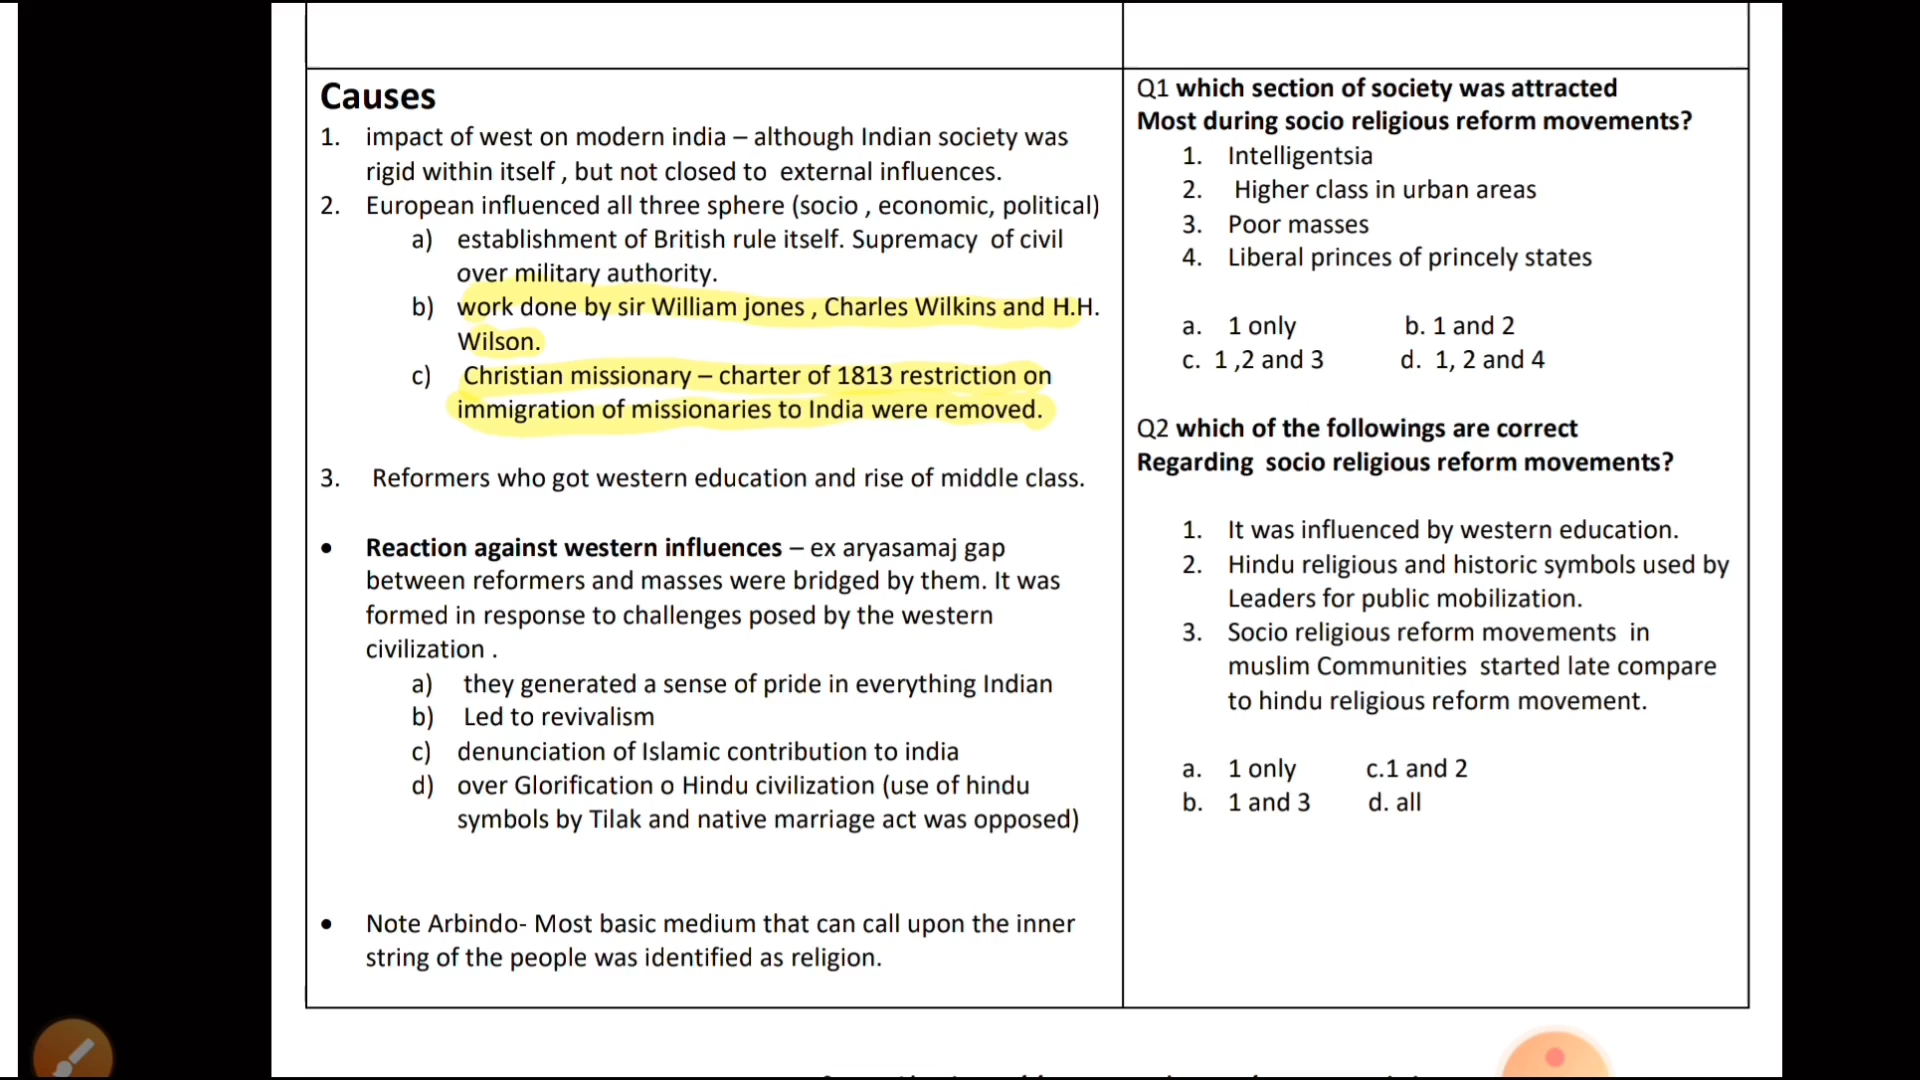 Causes
1. impact of west on modern india – although Indian society was
rigid within itself , but not closed to external influences.
2. European influenced all three sphere (socio , economic, political)
a) establishment of British rule itself. Supremacy of civil
over military authority.
b) work done by sir William jones , Charles Wilkins and H.H.
Wilson.
c) Christian missionary – charter of 1813 restriction on
immigration of missionaries to India were removed.
3. Reformers who got western education and rise of middle class.
• Reaction against western influences – ex aryasamaj gap
between reformers and masses were bridged by them. It was
formed in response to challenges posed by the western
civilization .
a) they generated a sense of pride in everything Indian
b) Led to revivalism
c) denunciation of Islamic contribution to india
d) over Glorification o Hindu civilization (use of hindu
symbols by Tilak and native marriage act was opposed)
• Note Arbindo- Most basic medium that can call upon the inner
string of the people was identified as religion.
Q1 which section of society was attracted
Most during socio religious reform movements?
1. Intelligentsia
2. Higher class in urban areas
3. Poor masses
4. Liberal princes of princely states
a. 1 only b. 1 and 2
c. 1 ,2 and 3 d. 1, 2 and 4
Q2 which of the followings are correct
Regarding socio religious reform movements?
1. It was influenced by western education.
2. Hindu religious and historic symbols used by
Leaders for public mobilization.
3. Socio religious reform movements in
muslim Communities started late compare
to hindu religious reform movement.
a. 1 only c.1 and 2
b. 1 and 3 d. all